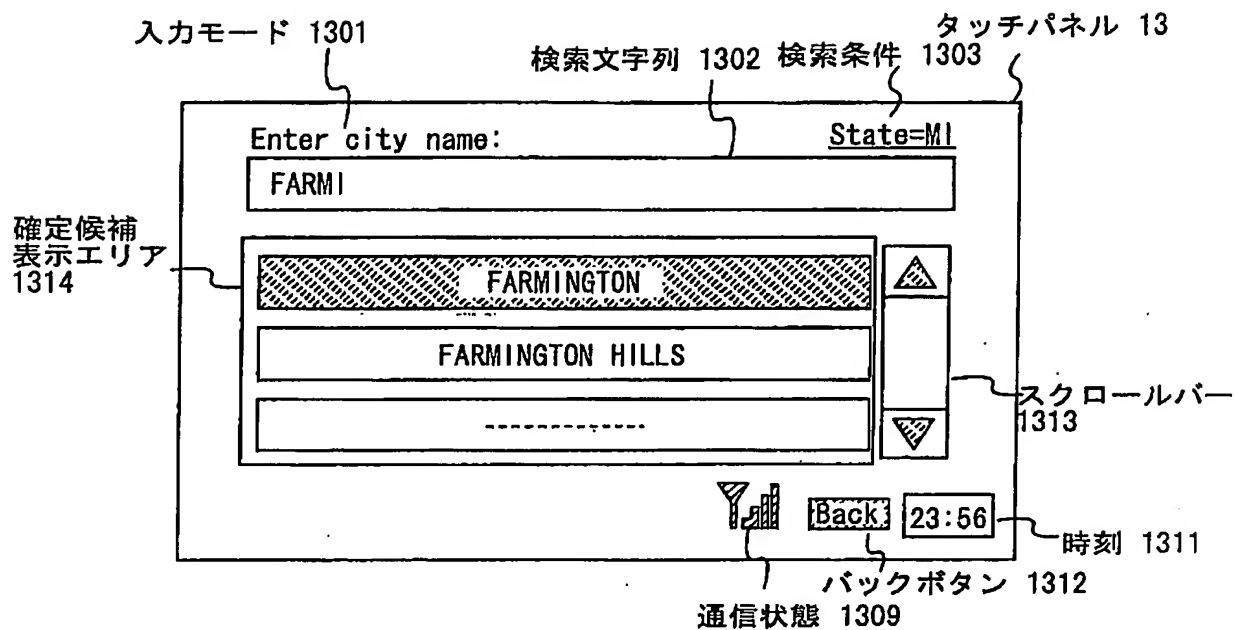 入力モード 1301
検索文字列 1302
検索条件 1303
タッチパネル 13
Enter city name:
State=MI
FARMI
確定候補
表示エリア
1314
FARMINGTON
FARMINGTON HILLS
-------------
スクロールバー
1313
Back
23:56
時刻 1311
バックボタン 1312
通信状態 1309